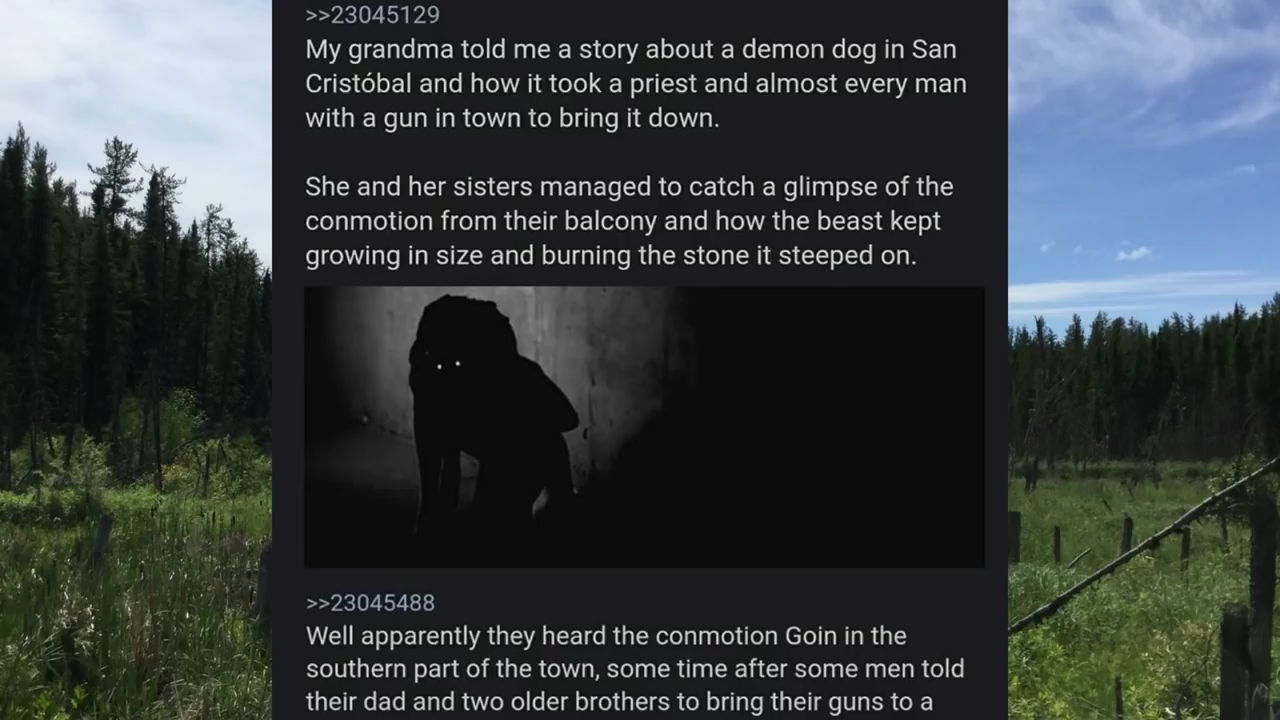 >>23045129
My grandma told me a story about a demon dog in San
Cristóbal and how it took a priest and almost every man
with a gun in town to bring it down.
She and her sisters managed to catch a glimpse of the
conmotion from their balcony and how the beast kept
growing in size and burning the stone it steeped on.
>>23045488
Well apparently they heard the conmotion Goin in the
southern part of the town, some time after some men told
their dad and two older brothers to bring their guns to a